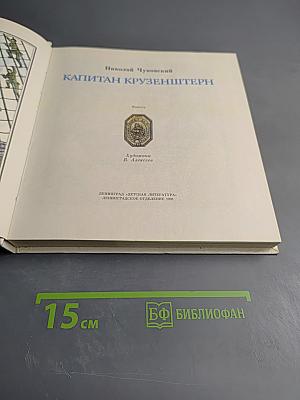 Николай Чуковский
КАПИТАН КРУЗЕНШТЕРН
Повесть
Художник
В. Алексеев
ЛЕНИНГРАД «ДЕТСКАЯ ЛИТЕРАТУРА»
ЛЕНИНГРАДСКОЕ ОТДЕЛЕНИЕ
15 см
БФ БИБЛИОФАН